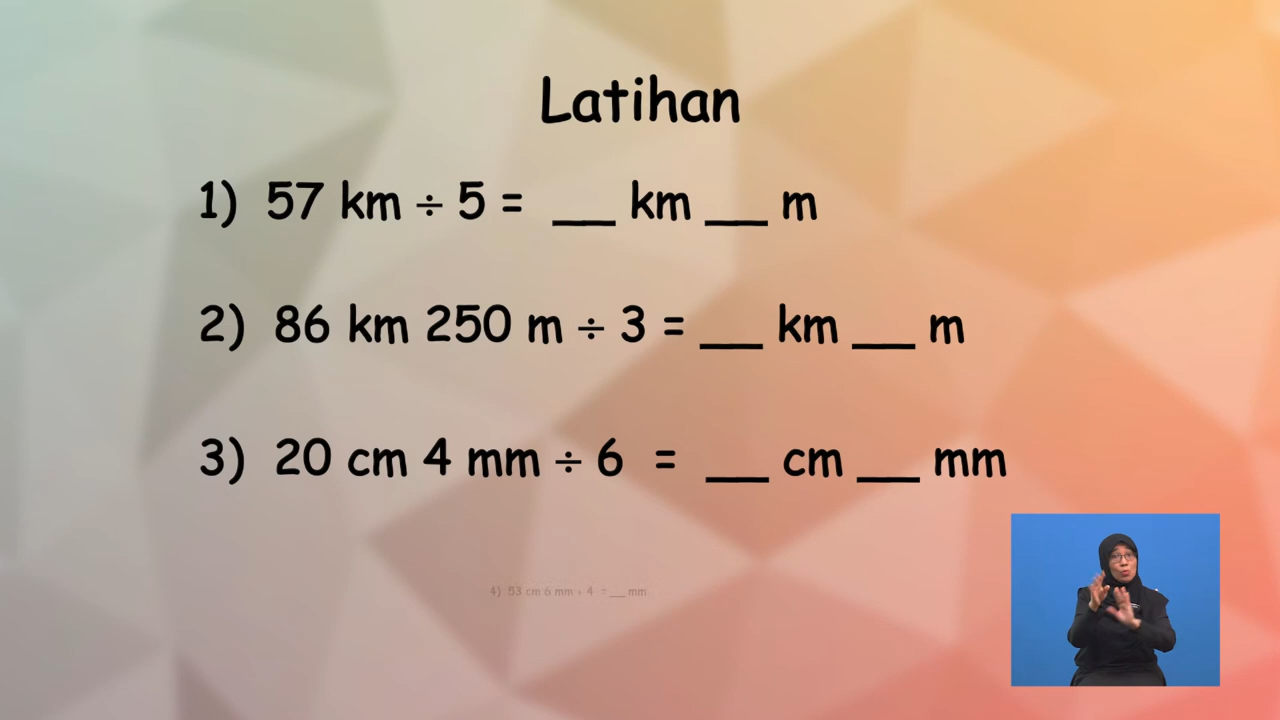 Latihan
1) 57 km ÷ 5 = __ km __ m
2) 86 km 250 m ÷ 3 = __ km __ m
3) 20 cm 4 mm ÷ 6 = __ cm __ mm
4) 53 cm 6 mm ÷ 4 = __ mm